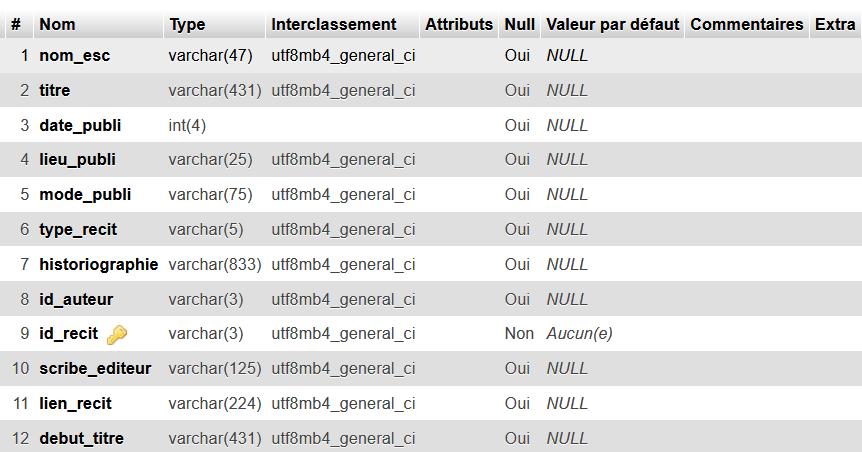 # Nom Type Interclassement Attributs Null Valeur par défaut Commentaires Extra
1 nom_esc varchar(47) utf8mb4_general_ci Oui NULL
2 titre varchar(431) utf8mb4_general_ci Oui NULL
3 date_publi int(4) Oui NULL
4 lieu_publi varchar(25) utf8mb4_general_ci Oui NULL
5 mode_publi varchar(75) utf8mb4_general_ci Oui NULL
6 type_recit varchar(5) utf8mb4_general_ci Oui NULL
7 historiographie varchar(833) utf8mb4_general_ci Oui NULL
8 id_auteur varchar(3) utf8mb4_general_ci Oui NULL
9 id_recit varchar(3) utf8mb4_general_ci Non Aucun(e)
10 scribe_editeur varchar(125) utf8mb4_general_ci Oui NULL
11 lien_recit varchar(224) utf8mb4_general_ci Oui NULL
12 debut_titre varchar(431) utf8mb4_general_ci Oui NULL